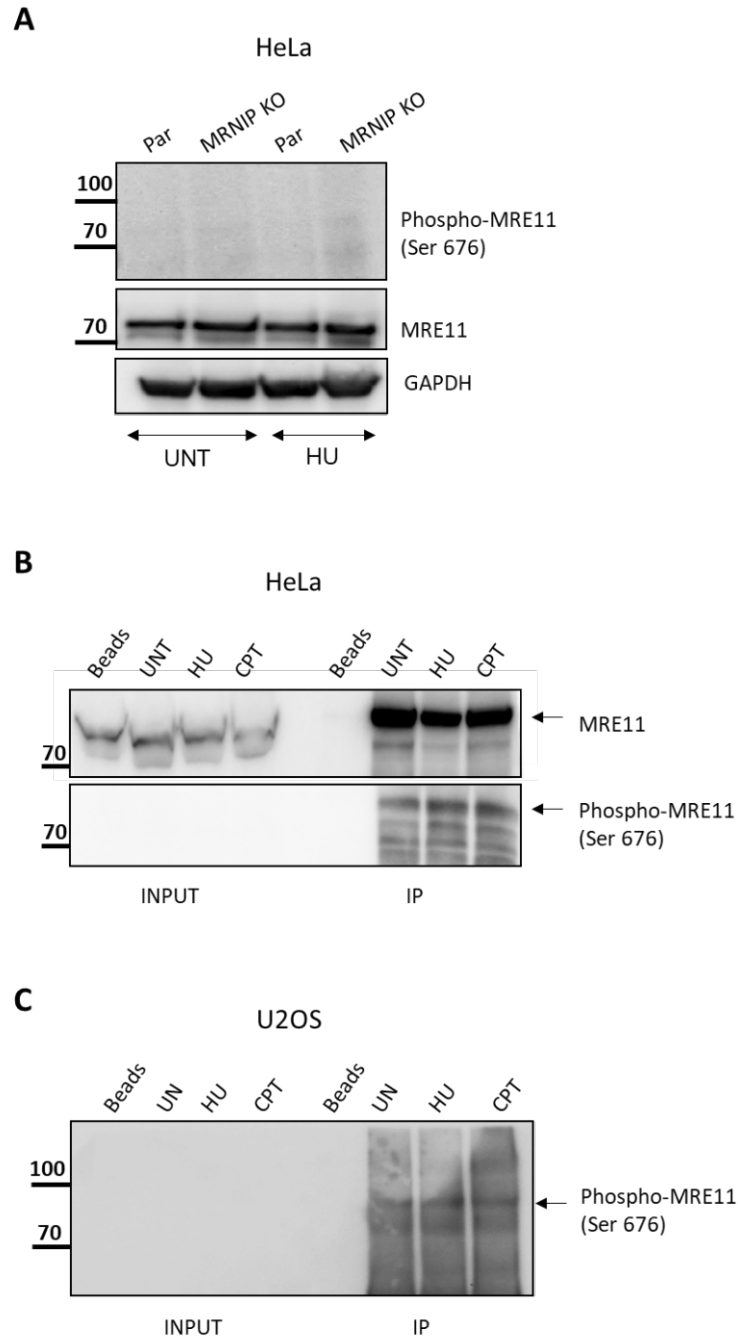 A
HeLa
Par MRNIP KO Par MRNIP KO
100
70
Phospho-MRE11
(Ser 676)
70
MRE11
GAPDH
UNT HU
B
HeLa
Beads UNT HU CPT Beads UNT HU CPT
MRE11
70
Phospho-MRE11
(Ser 676)
70
INPUT IP
C
U2OS
Beads UN HU CPT Beads UN HU CPT
100
Phospho-MRE11
(Ser 676)
70
INPUT IP